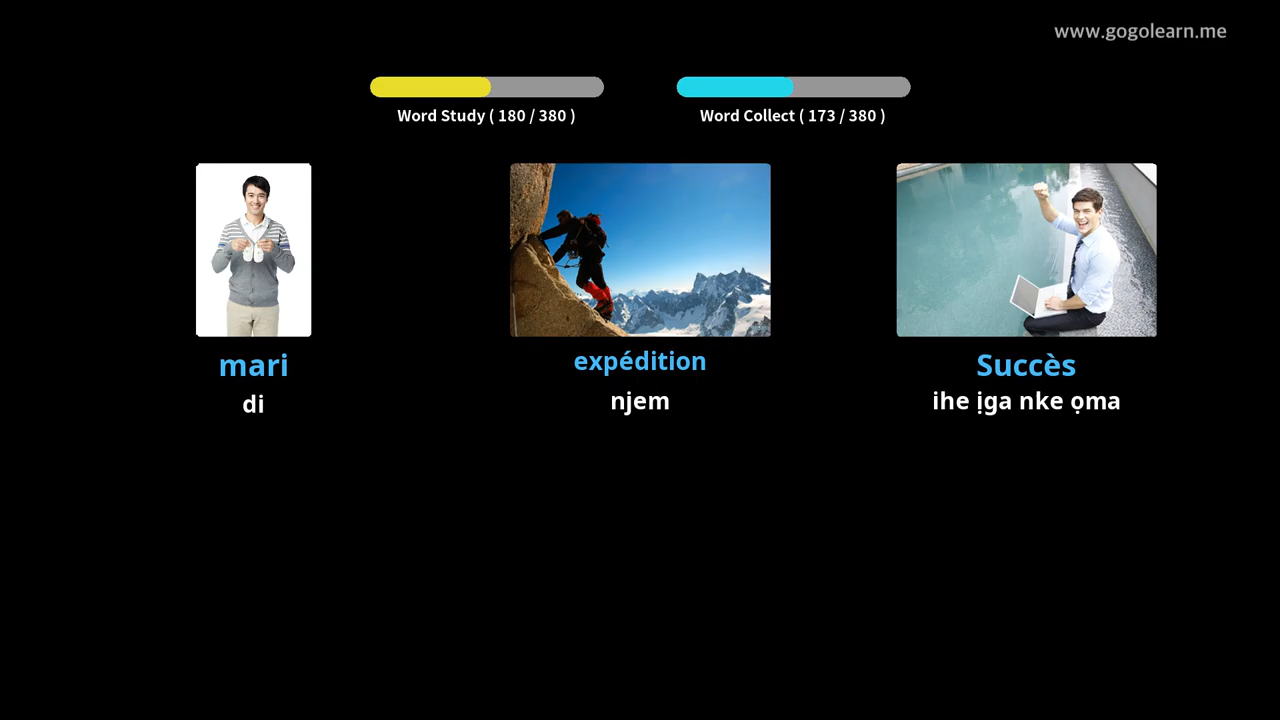 www.gogolearn.me
Word Study ( 180 / 380 )
Word Collect ( 173 / 380 )
mari
di
expédition
njem
Succès
ihe ịga nke ọma